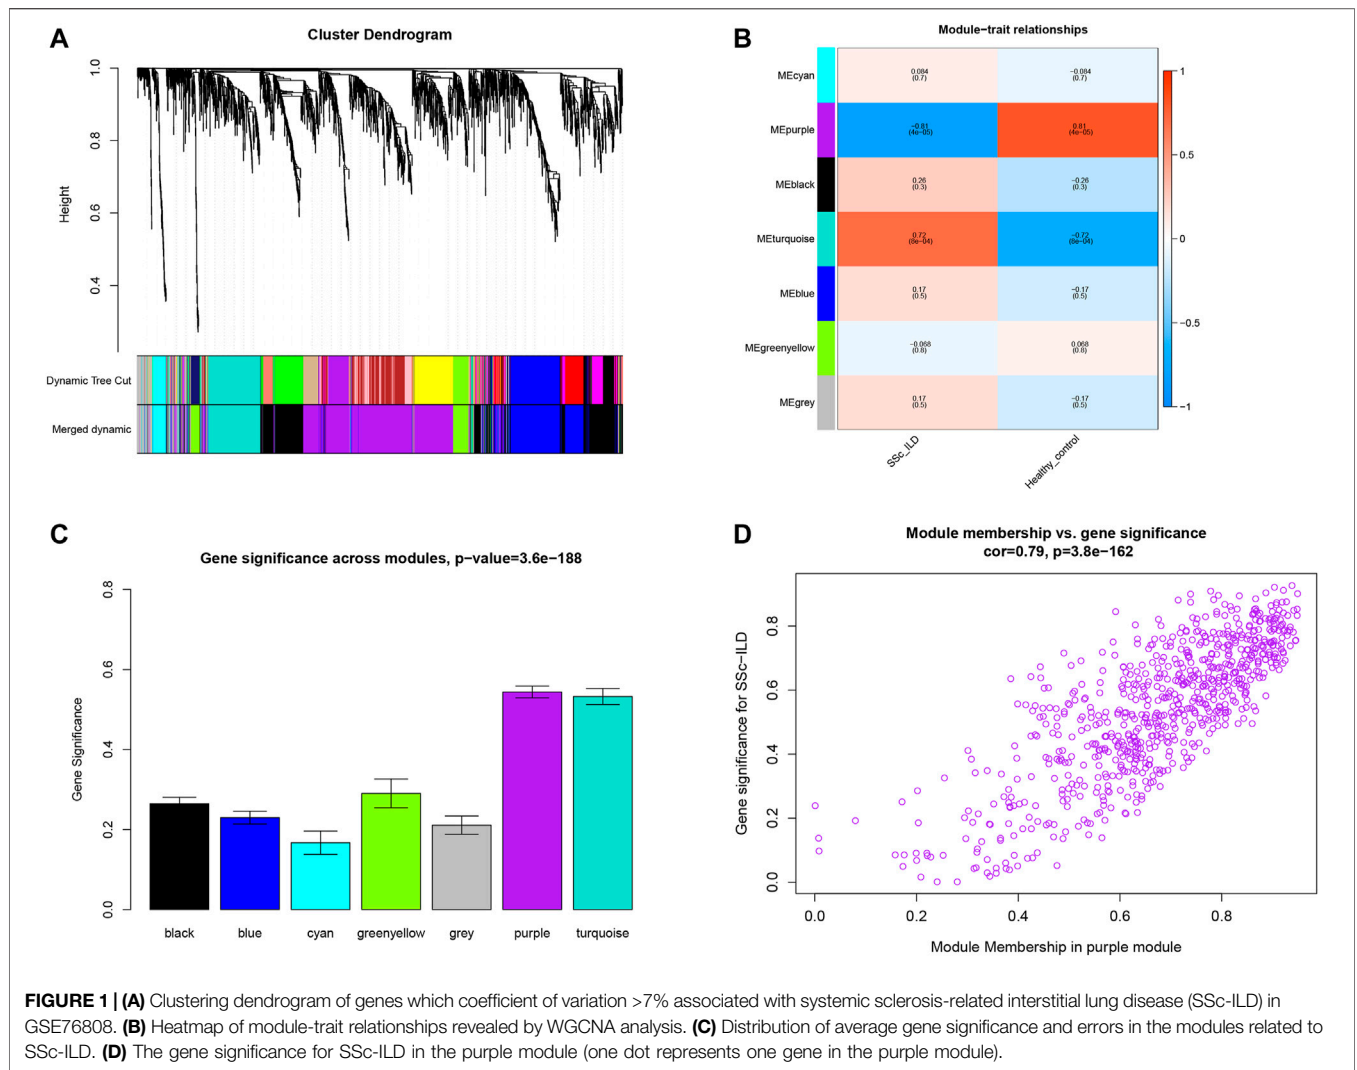 A
Cluster Dendrogram
Height
1.0
0.8
0.6
0.4
Dynamic Tree Cut
Merged dynamic
B
Module−trait relationships
MEcyan
0.084
(0.7)
−0.084
(0.7)
MEpurple
−0.81
(4e−05)
0.81
(4e−05)
MEblack
0.26
(0.3)
−0.26
(0.3)
MEturquoise
0.72
(8e−04)
−0.72
(8e−04)
MEblue
0.17
(0.5)
−0.17
(0.5)
MEgreenyellow
−0.068
(0.8)
0.068
(0.8)
MEgrey
0.17
(0.5)
−0.17
(0.5)
SSc_ILD
Healthy_control
1
0.5
0
−0.5
−1
C
Gene significance across modules, p−value=3.6e−188
Gene Significance
0.8
0.6
0.4
0.2
0.0
black blue cyan greenyellow grey purple turquoise
D
Module membership vs. gene significance
cor=0.79, p=3.8e−162
Gene significance for SSc−ILD
0.8
0.6
0.4
0.2
0.0
0.0 0.2 0.4 0.6 0.8
Module Membership in purple module
FIGURE 1 | (A) Clustering dendrogram of genes which coefficient of variation >7% associated with systemic sclerosis-related interstitial lung disease (SSc-ILD) in
GSE76808. (B) Heatmap of module-trait relationships revealed by WGCNA analysis. (C) Distribution of average gene significance and errors in the modules related to
SSc-ILD. (D) The gene significance for SSc-ILD in the purple module (one dot represents one gene in the purple module).